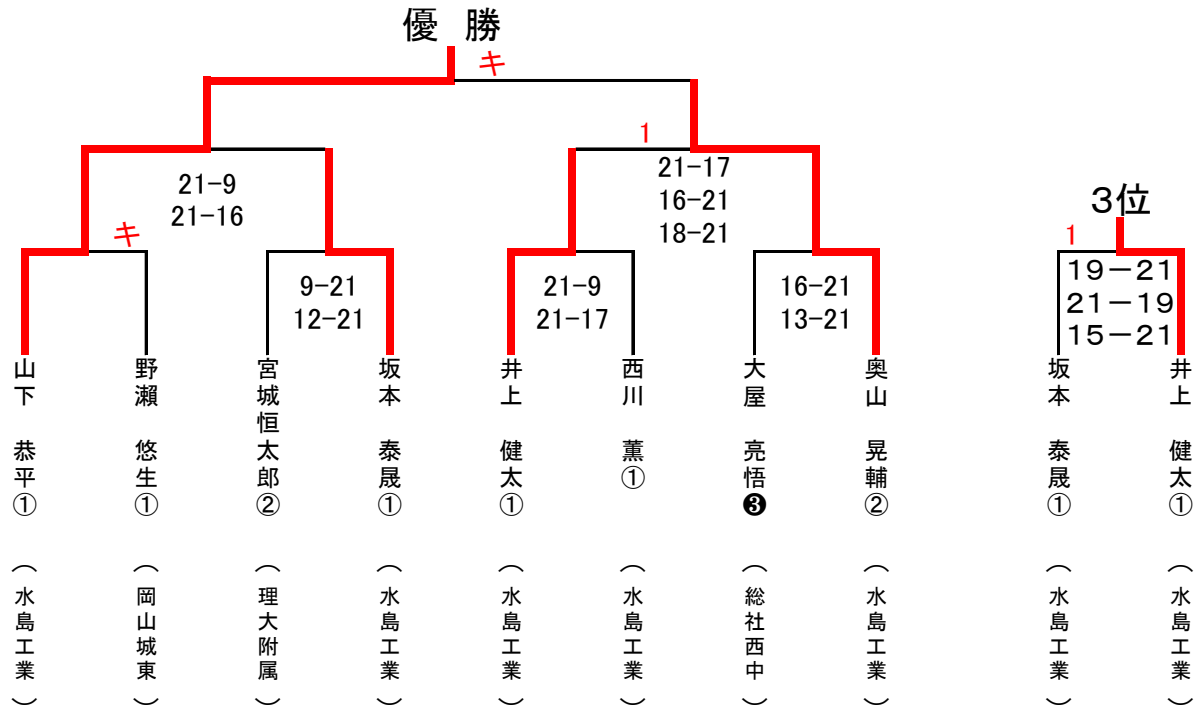 優 勝
キ
1
21-9
21-16
21-17
16-21
18-21
3位
キ
1
9-21
12-21
21-9
21-17
16-21
13-21
19-21
21-19
15-21
山下 恭平①
野瀬 悠生①
宮城恒太郎②
坂本 泰晟①
井上 健太①
西川 薫①
大屋 亮悟❸
奥山 晃輔②
坂本 泰晟①
井上 健太①
(水島工業)
(岡山城東)
(理大附属)
(水島工業)
(水島工業)
(水島工業)
(総社西中)
(水島工業)
(水島工業)
(水島工業)